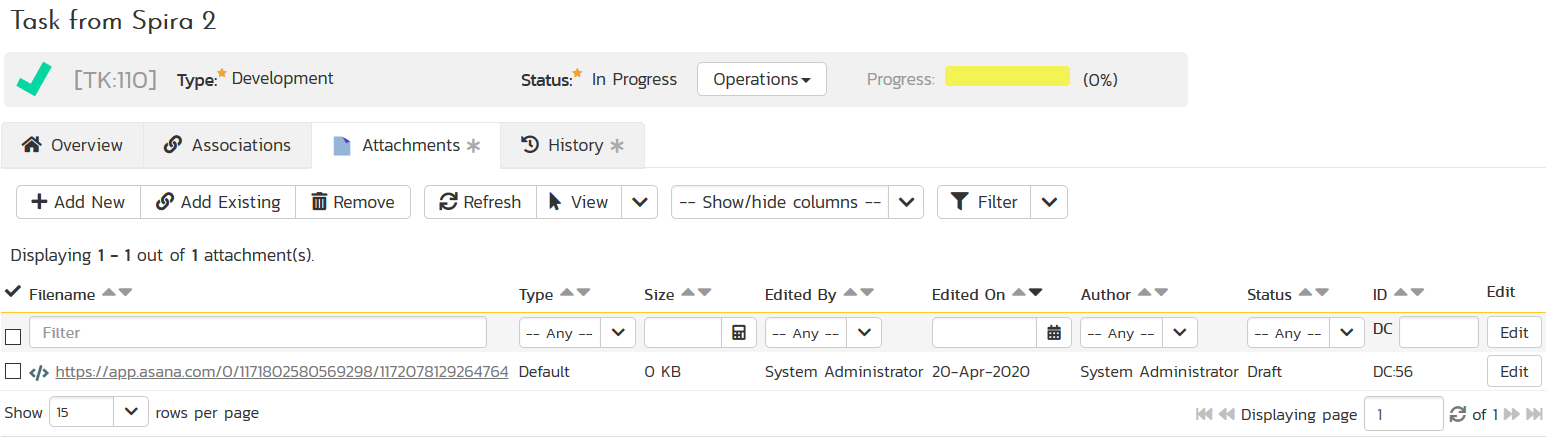 Task from Spira 2
[TK:110] Type: Development Status: In Progress Operations Progress: (0%)
Overview Associations Attachments History
Add New Add Existing Remove Refresh View -- Show/hide columns -- Filter
Displaying 1 - 1 out of 1 attachment(s).
Filename Type Size Edited By Edited On Author Status ID Edit
Filter -- Any -- -- Any -- -- Any -- -- Any -- DC Edit
https://app.asana.com/0/1171802580569298/1172078129264764 Default 0 KB System Administrator 20-Apr-2020 System Administrator Draft DC:56 Edit
Show 15 rows per page Displaying page 1 of 1